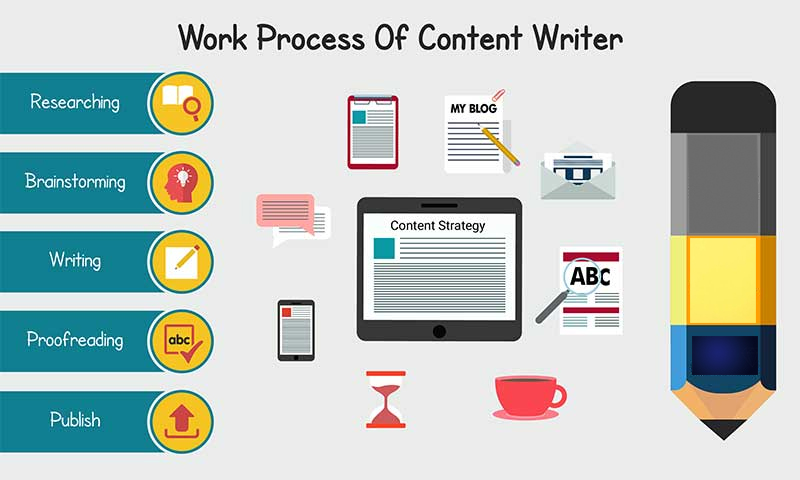 Work Process Of Content Writer
Researching
Brainstorming
Writing
Proofreading
abc
Publish
MY BLOG
Content Strategy
ABC